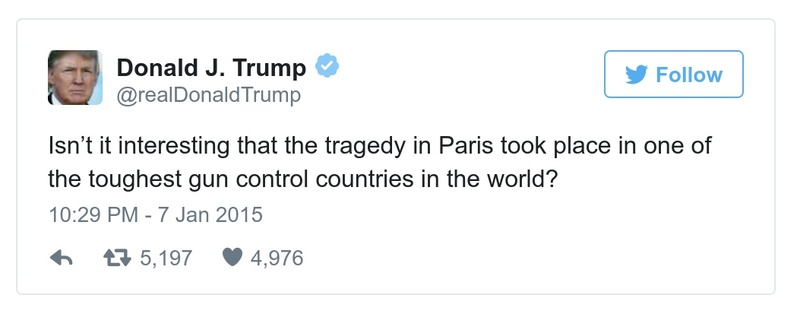 Donald J. Trump
@realDonaldTrump
Follow
Isn’t it interesting that the tragedy in Paris took place in one of
the toughest gun control countries in the world?
10:29 PM - 7 Jan 2015
5,197 4,976